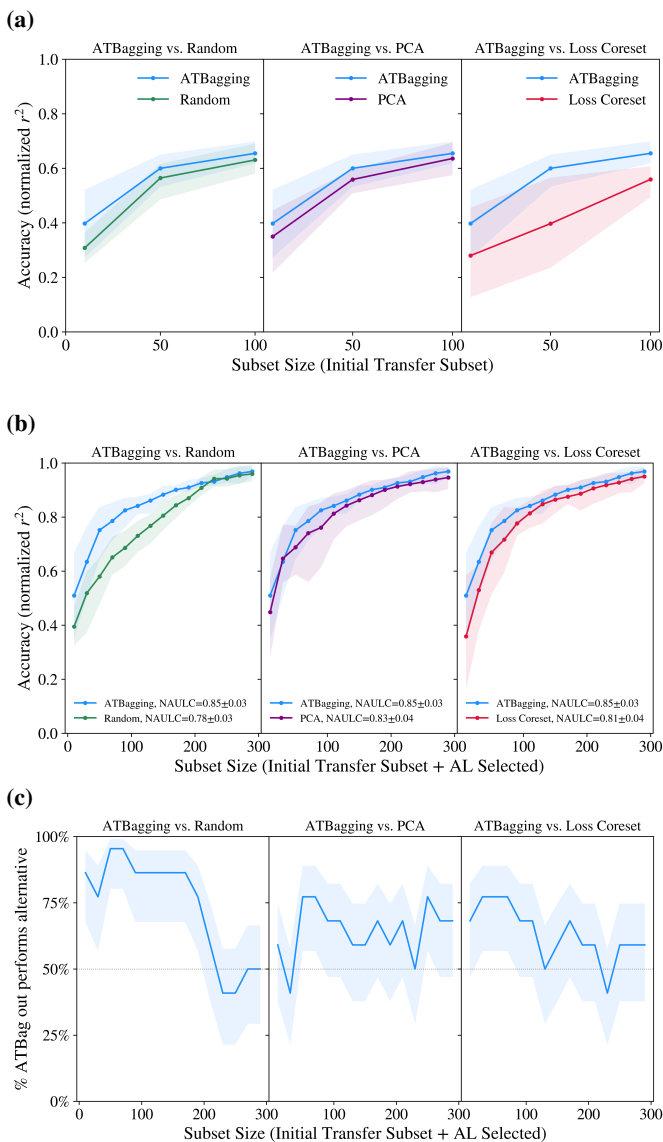 (a)
ATBagging vs. Random ATBagging vs. PCA ATBagging vs. Loss Coreset
Accuracy (normalized r²)
1.0
0.8
0.6
0.4
0.2
0.0
ATBagging
Random
ATBagging
PCA
ATBagging
Loss Coreset
0 50 100 50 100 50 100
Subset Size (Initial Transfer Subset)
(b)
ATBagging vs. Random ATBagging vs. PCA ATBagging vs. Loss Coreset
Accuracy (normalized r²)
1.0
0.8
0.6
0.4
0.2
0.0
ATBagging, NAULC=0.85±0.03
Random, NAULC=0.78±0.03
ATBagging, NAULC=0.85±0.03
PCA, NAULC=0.83±0.04
ATBagging, NAULC=0.85±0.03
Loss Coreset, NAULC=0.81±0.04
0 100 200 300 100 200 300 100 200 300
Subset Size (Initial Transfer Subset + AL Selected)
(c)
ATBagging vs. Random ATBagging vs. PCA ATBagging vs. Loss Coreset
% ATBag out performs alternative
100%
75%
50%
25%
0%
0 100 200 300 100 200 300 100 200 300
Subset Size (Initial Transfer Subset + AL Selected)